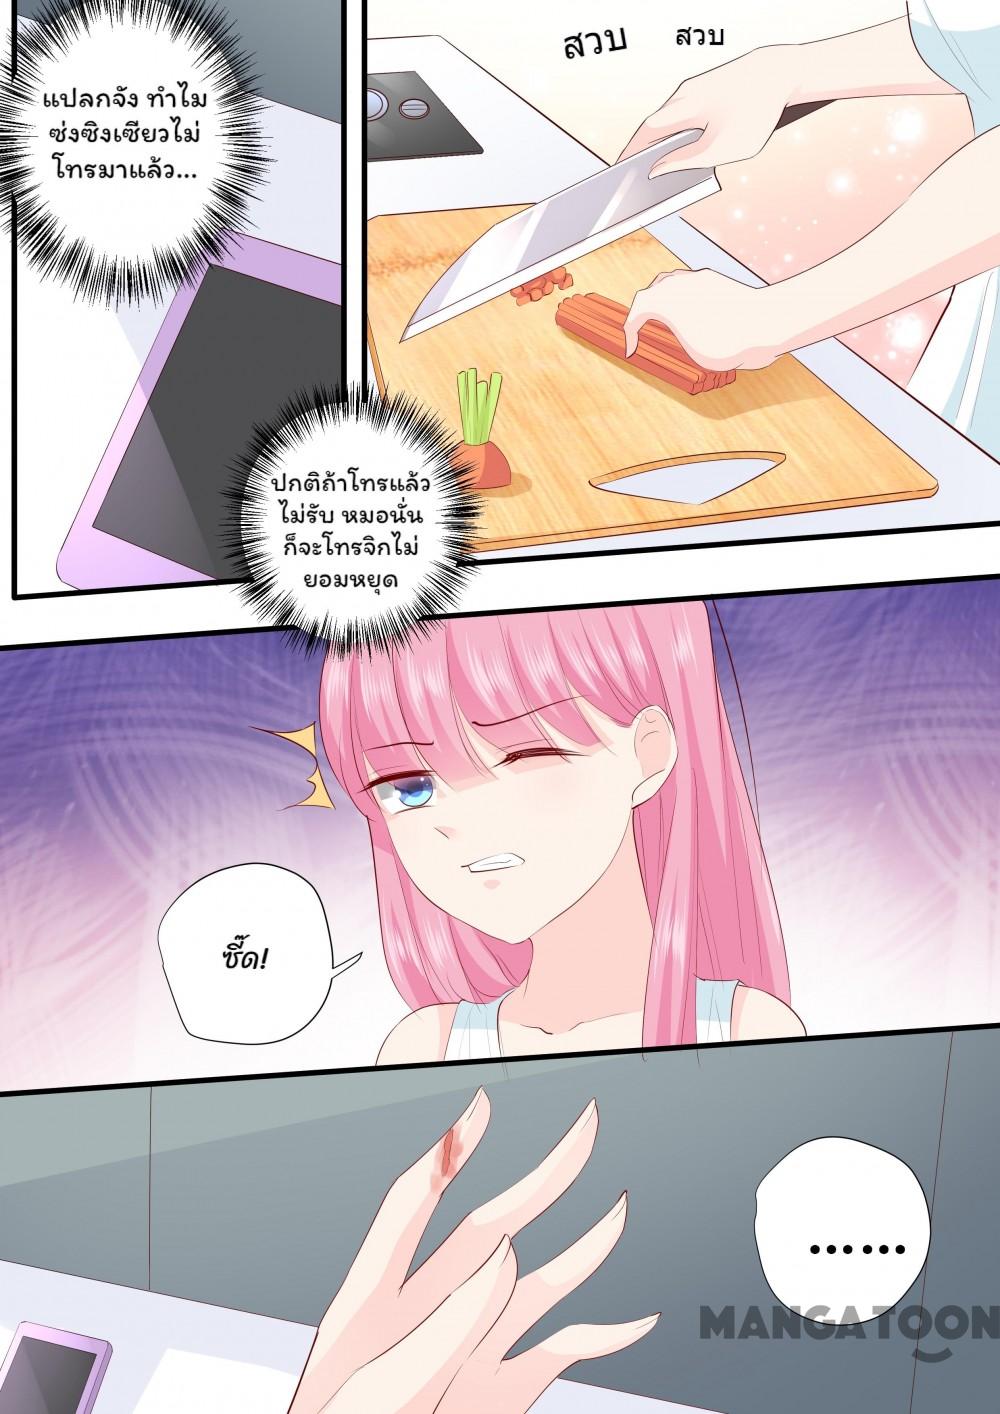 แปลกจัง ทำไม
ซ่งซิงเซียวไม่
โทรมาแล้ว...
สวบ
สวบ
ปกติถ้าโทรแล้ว
ไม่รับ หมอนั่น
ก็จะโทรจิกไม่
ยอมหยุด
ซี๊ด!
......
MANGATOON